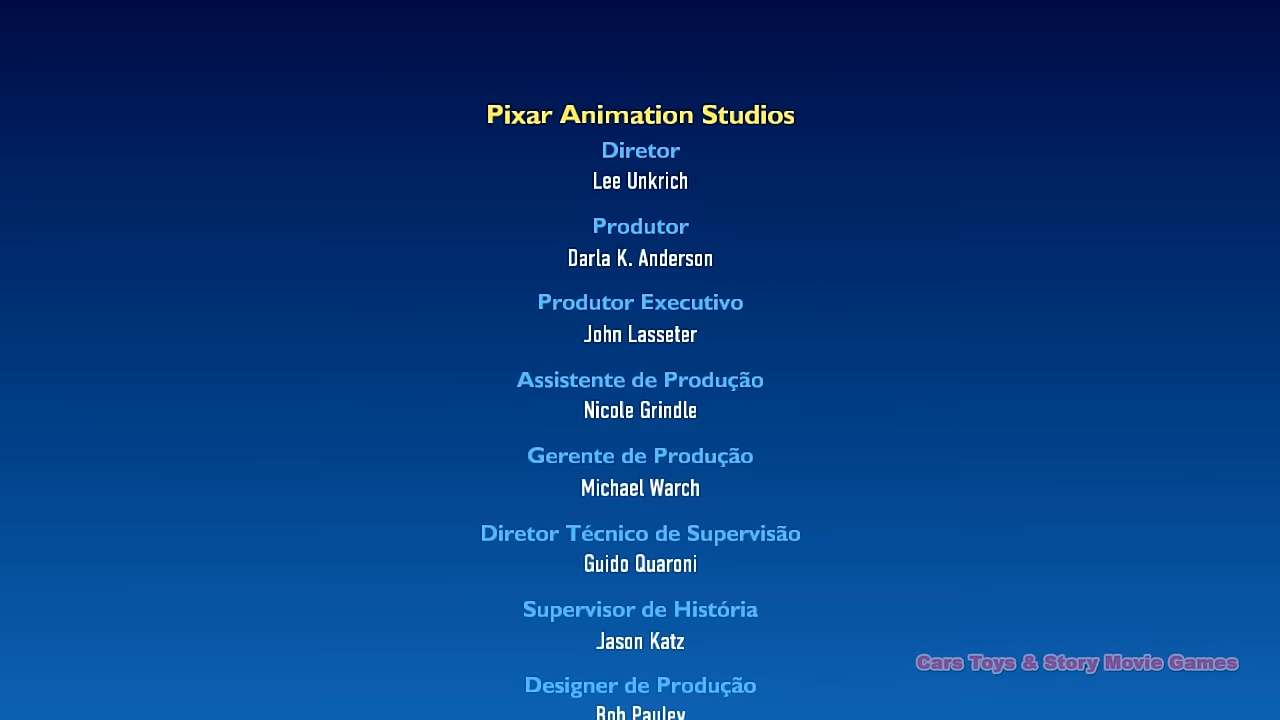 Pixar Animation Studios
Diretor
Lee Unkrich
Produtor
Darla K. Anderson
Produtor Executivo
John Lasseter
Assistente de Produção
Nicole Grindle
Gerente de Produção
Michael Warch
Diretor Técnico de Supervisão
Guido Quaroni
Supervisor de História
Jason Katz
Cars Toys & Story Movie Games
Designer de Produção
Bob Pauley